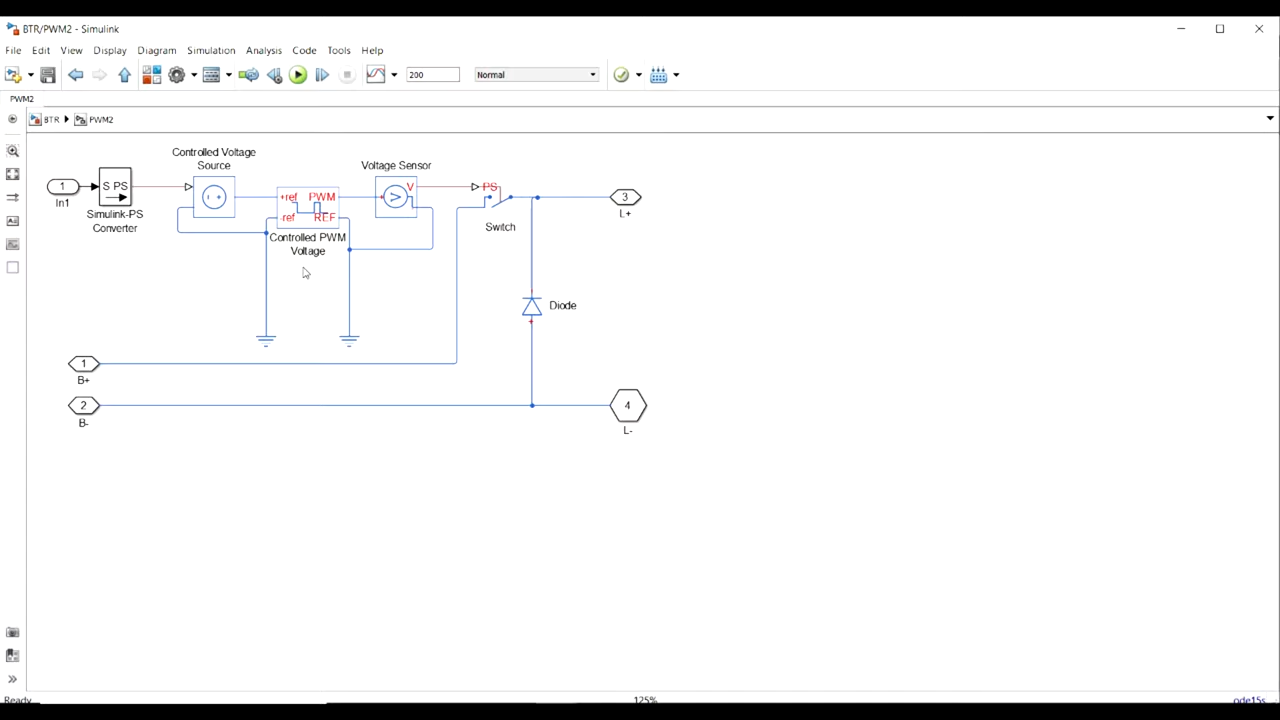 BTR/PWM2 - Simulink
File Edit View Display Diagram Simulation Analysis Code Tools Help
200 Normal
PWM2
BTR PWM2
Controlled Voltage
Source
Voltage Sensor
1
In1
S PS
Simulink-PS
Converter
+ref PWM
-ref REF
Controlled PWM
Voltage
V
PS
Switch
3
L+
Diode
1
B+
2
B-
4
L-
Ready 125% ode15s